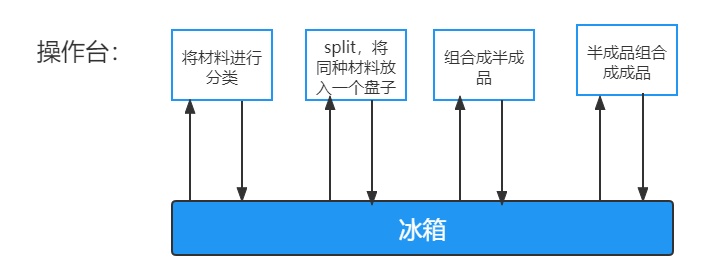 操作台：
将材料进行
分类
split，将
同种材料放
入一个盘子
组合成半成
品
半成品组合
成成品
冰箱